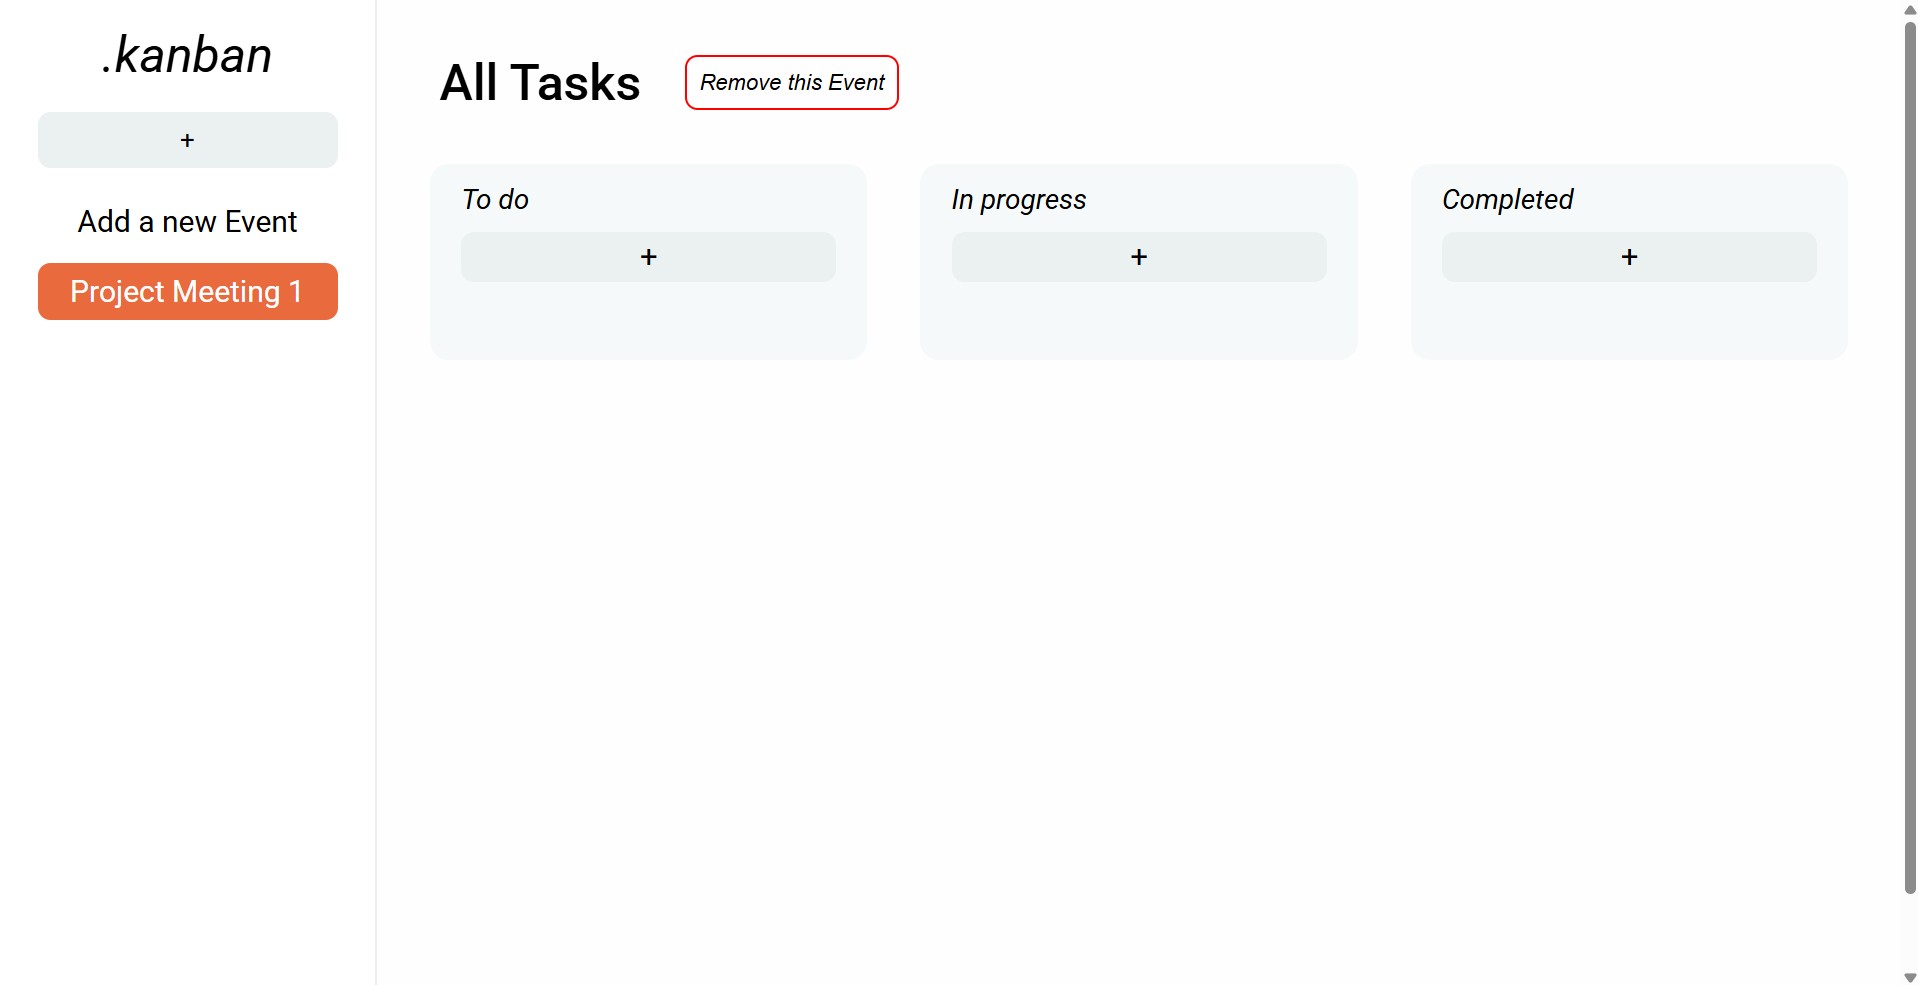 .kanban
+
Add a new Event
Project Meeting 1
All Tasks
Remove this Event
To do
+
In progress
+
Completed
+